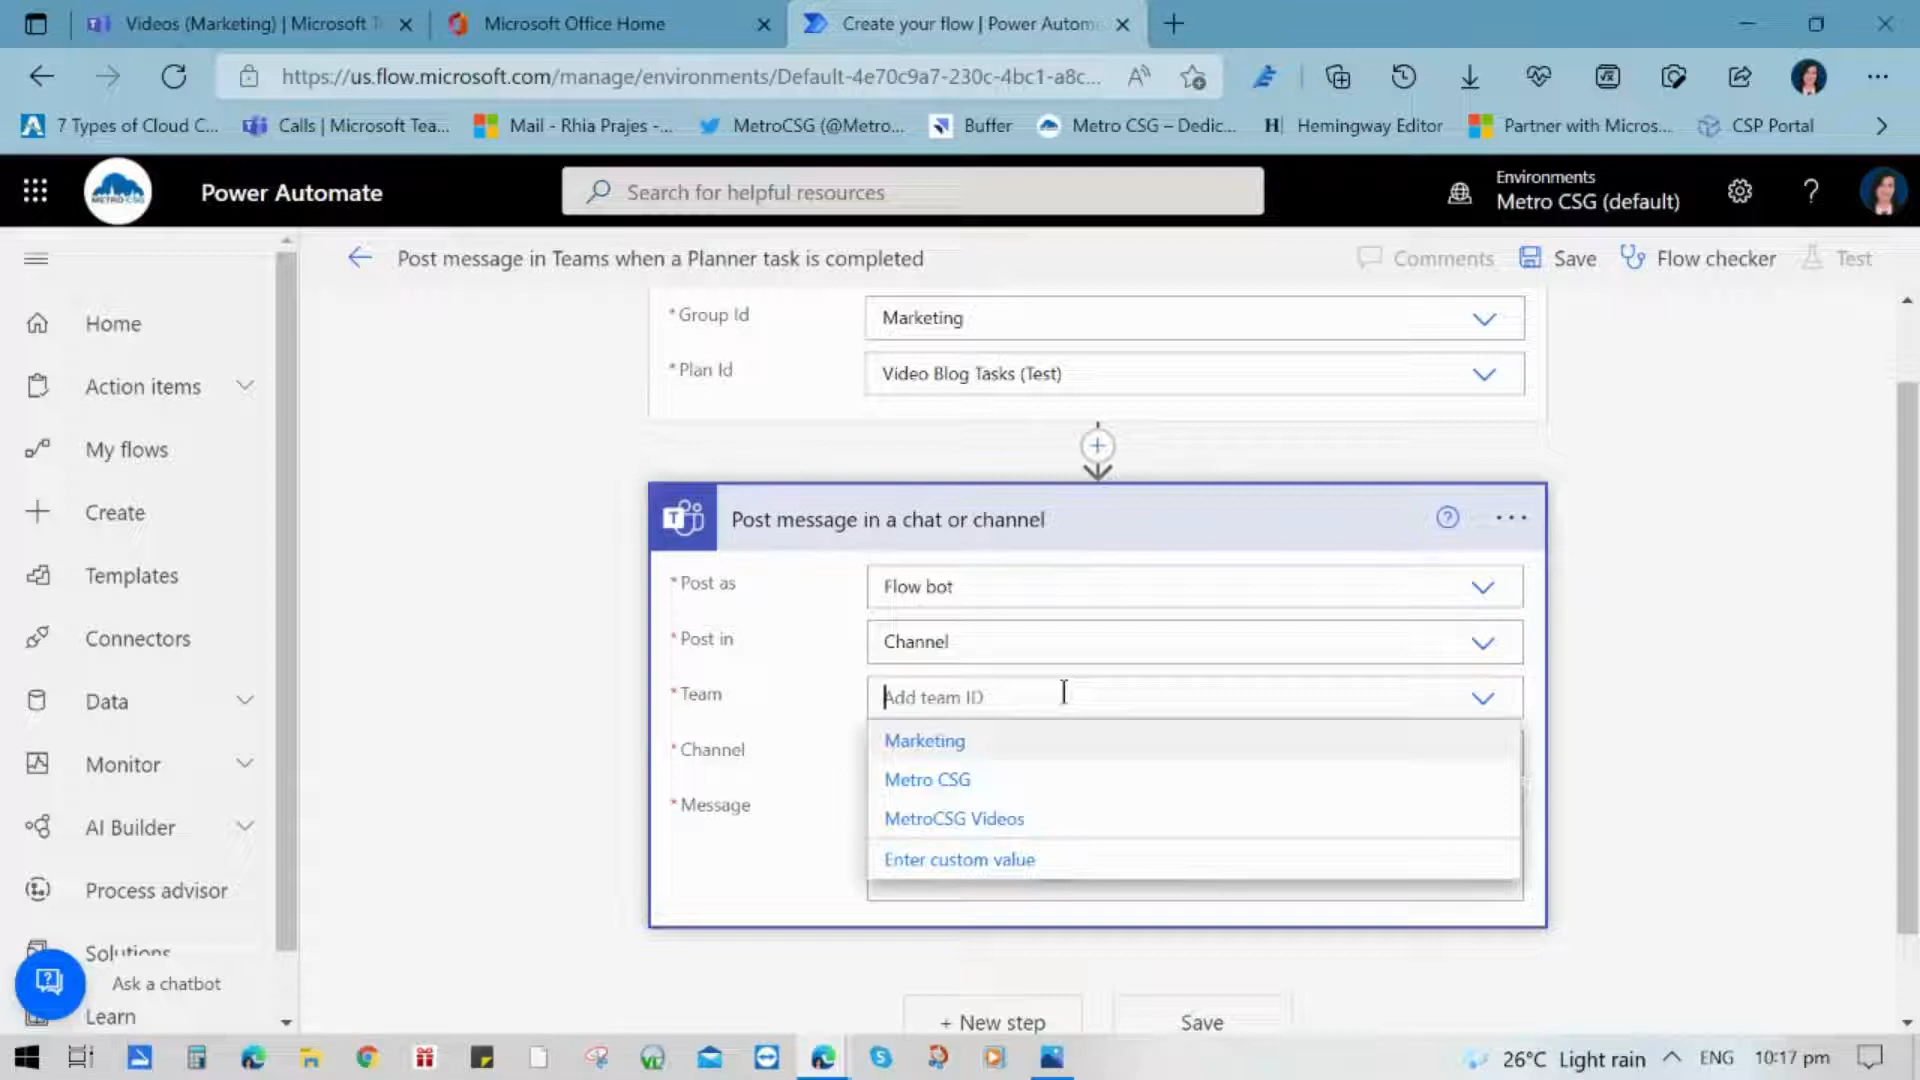 Videos (Marketing) | Microsoft T
Microsoft Office Home
Create your flow | Power Autom
https://us.flow.microsoft.com/manage/environments/Default-4e70c9a7-230c-4bc1-a8c...
7 Types of Cloud C...
Calls | Microsoft Tea...
Mail - Rhia Prajes -...
MetroCSG (@Metro...
Buffer
Metro CSG – Dedic...
Hemingway Editor
Partner with Micros...
CSP Portal
METRO CSG
Power Automate
Search for helpful resources
Environments
Metro CSG (default)
Post message in Teams when a Planner task is completed
Comments
Save
Flow checker
Test
Home
Action items
My flows
Create
Templates
Connectors
Data
Monitor
AI Builder
Process advisor
Solutions
Ask a chatbot
Learn
* Group Id
Marketing
* Plan Id
Video Blog Tasks (Test)
Post message in a chat or channel
* Post as
Flow bot
* Post in
Channel
* Team
Add team ID
Marketing
Metro CSG
MetroCSG Videos
Enter custom value
* Channel
* Message
+ New step
Save
26°C Light rain
ENG
10:17 pm